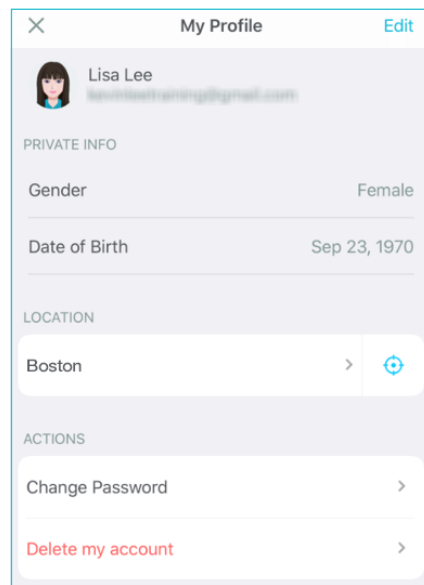 My Profile
Edit
Lisa Lee
PRIVATE INFO
Gender
Female
Date of Birth
Sep 23, 1970
LOCATION
Boston
ACTIONS
Change Password
Delete my account